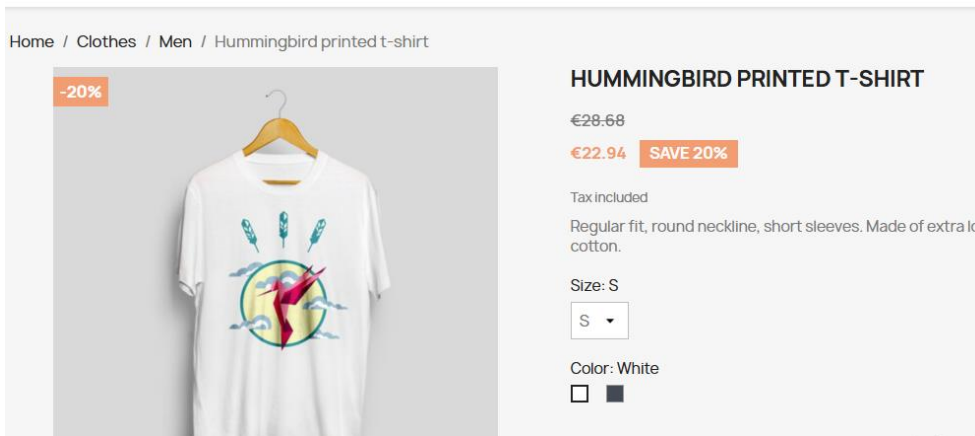 Home / Clothes / Men / Hummingbird printed t-shirt
-20%
HUMMINGBIRD PRINTED T-SHIRT
€28.68
€22.94 SAVE 20%
Tax included
Regular fit, round neckline, short sleeves. Made of extra
cotton.
Size: S
S
Color: White